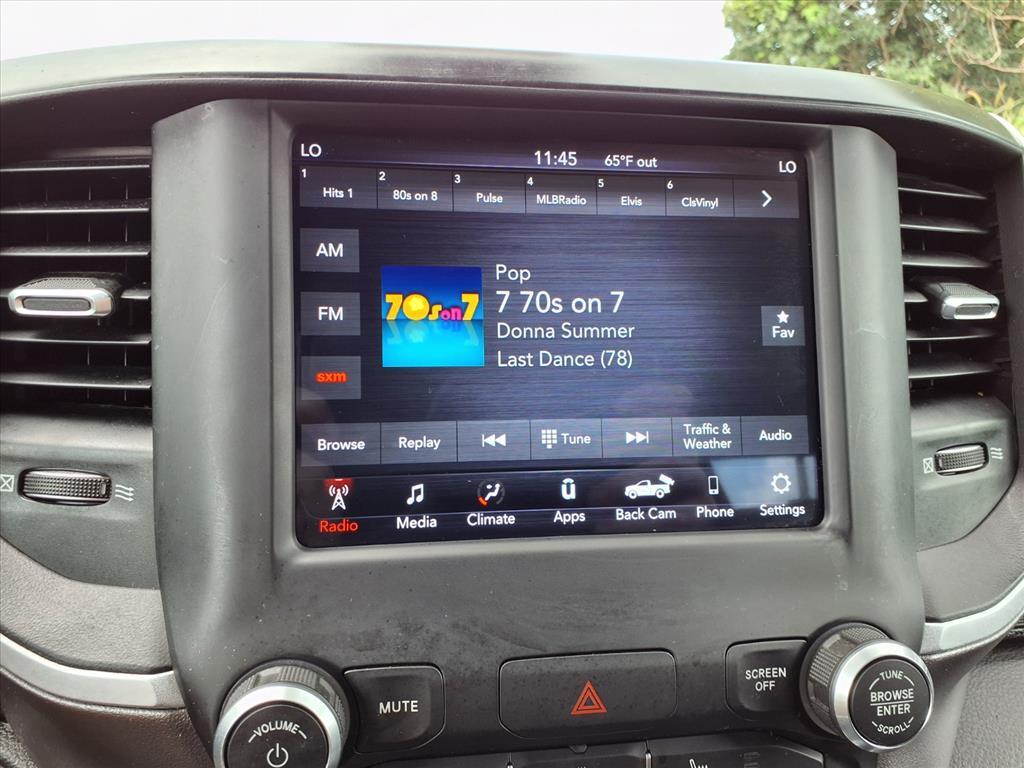 LO 11:45 65°F out LO
1 Hits 1 2 80s on 8 3 Pulse 4 MLBRadio 5 Elvis 6 ClsVinyl
AM
FM
sxm
70s on 7
Pop
7 70s on 7
Donna Summer
Last Dance (78)
Fav
Browse Replay Tune Traffic & Weather Audio
Radio Media Climate Apps Back Cam Phone Settings
VOLUME
MUTE
SCREEN
OFF
TUNE
BROWSE
ENTER
SCROLL